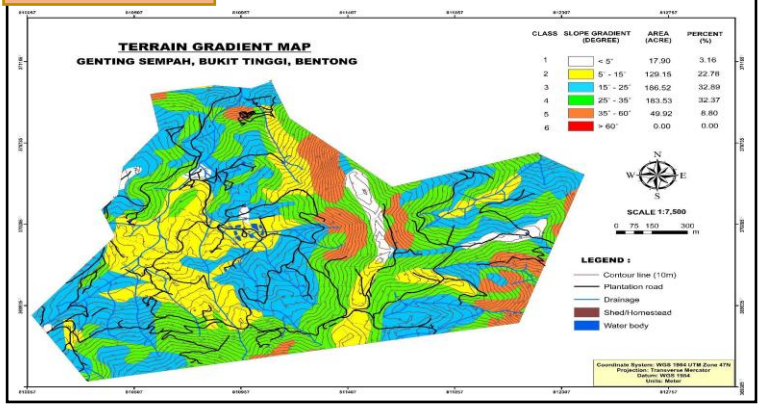 TERRAIN GRADIENT MAP
GENTING SEMPAH, BUKIT TINGGI, BENTONG
CLASS SLOPE GRADIENT (DEGREE) AREA (ACRE) PERCENT (%)
1 < 5° 17.90 3.16
2 5° - 15° 129.15 22.78
3 15° - 25° 186.52 32.89
4 25° - 35° 183.53 32.37
5 35° - 60° 49.92 8.80
6 > 60° 0.00 0.00
N
W E
S
SCALE 1:7,500
0 75 150 300
m
LEGEND :
Contour line (10m)
Plantation road
Drainage
Shed/Homestead
Water body
Coordinate System: WGS 1984 UTM Zone 47N
Projection: Transverse Mercator
Datum: WGS 1984
Units: Meter